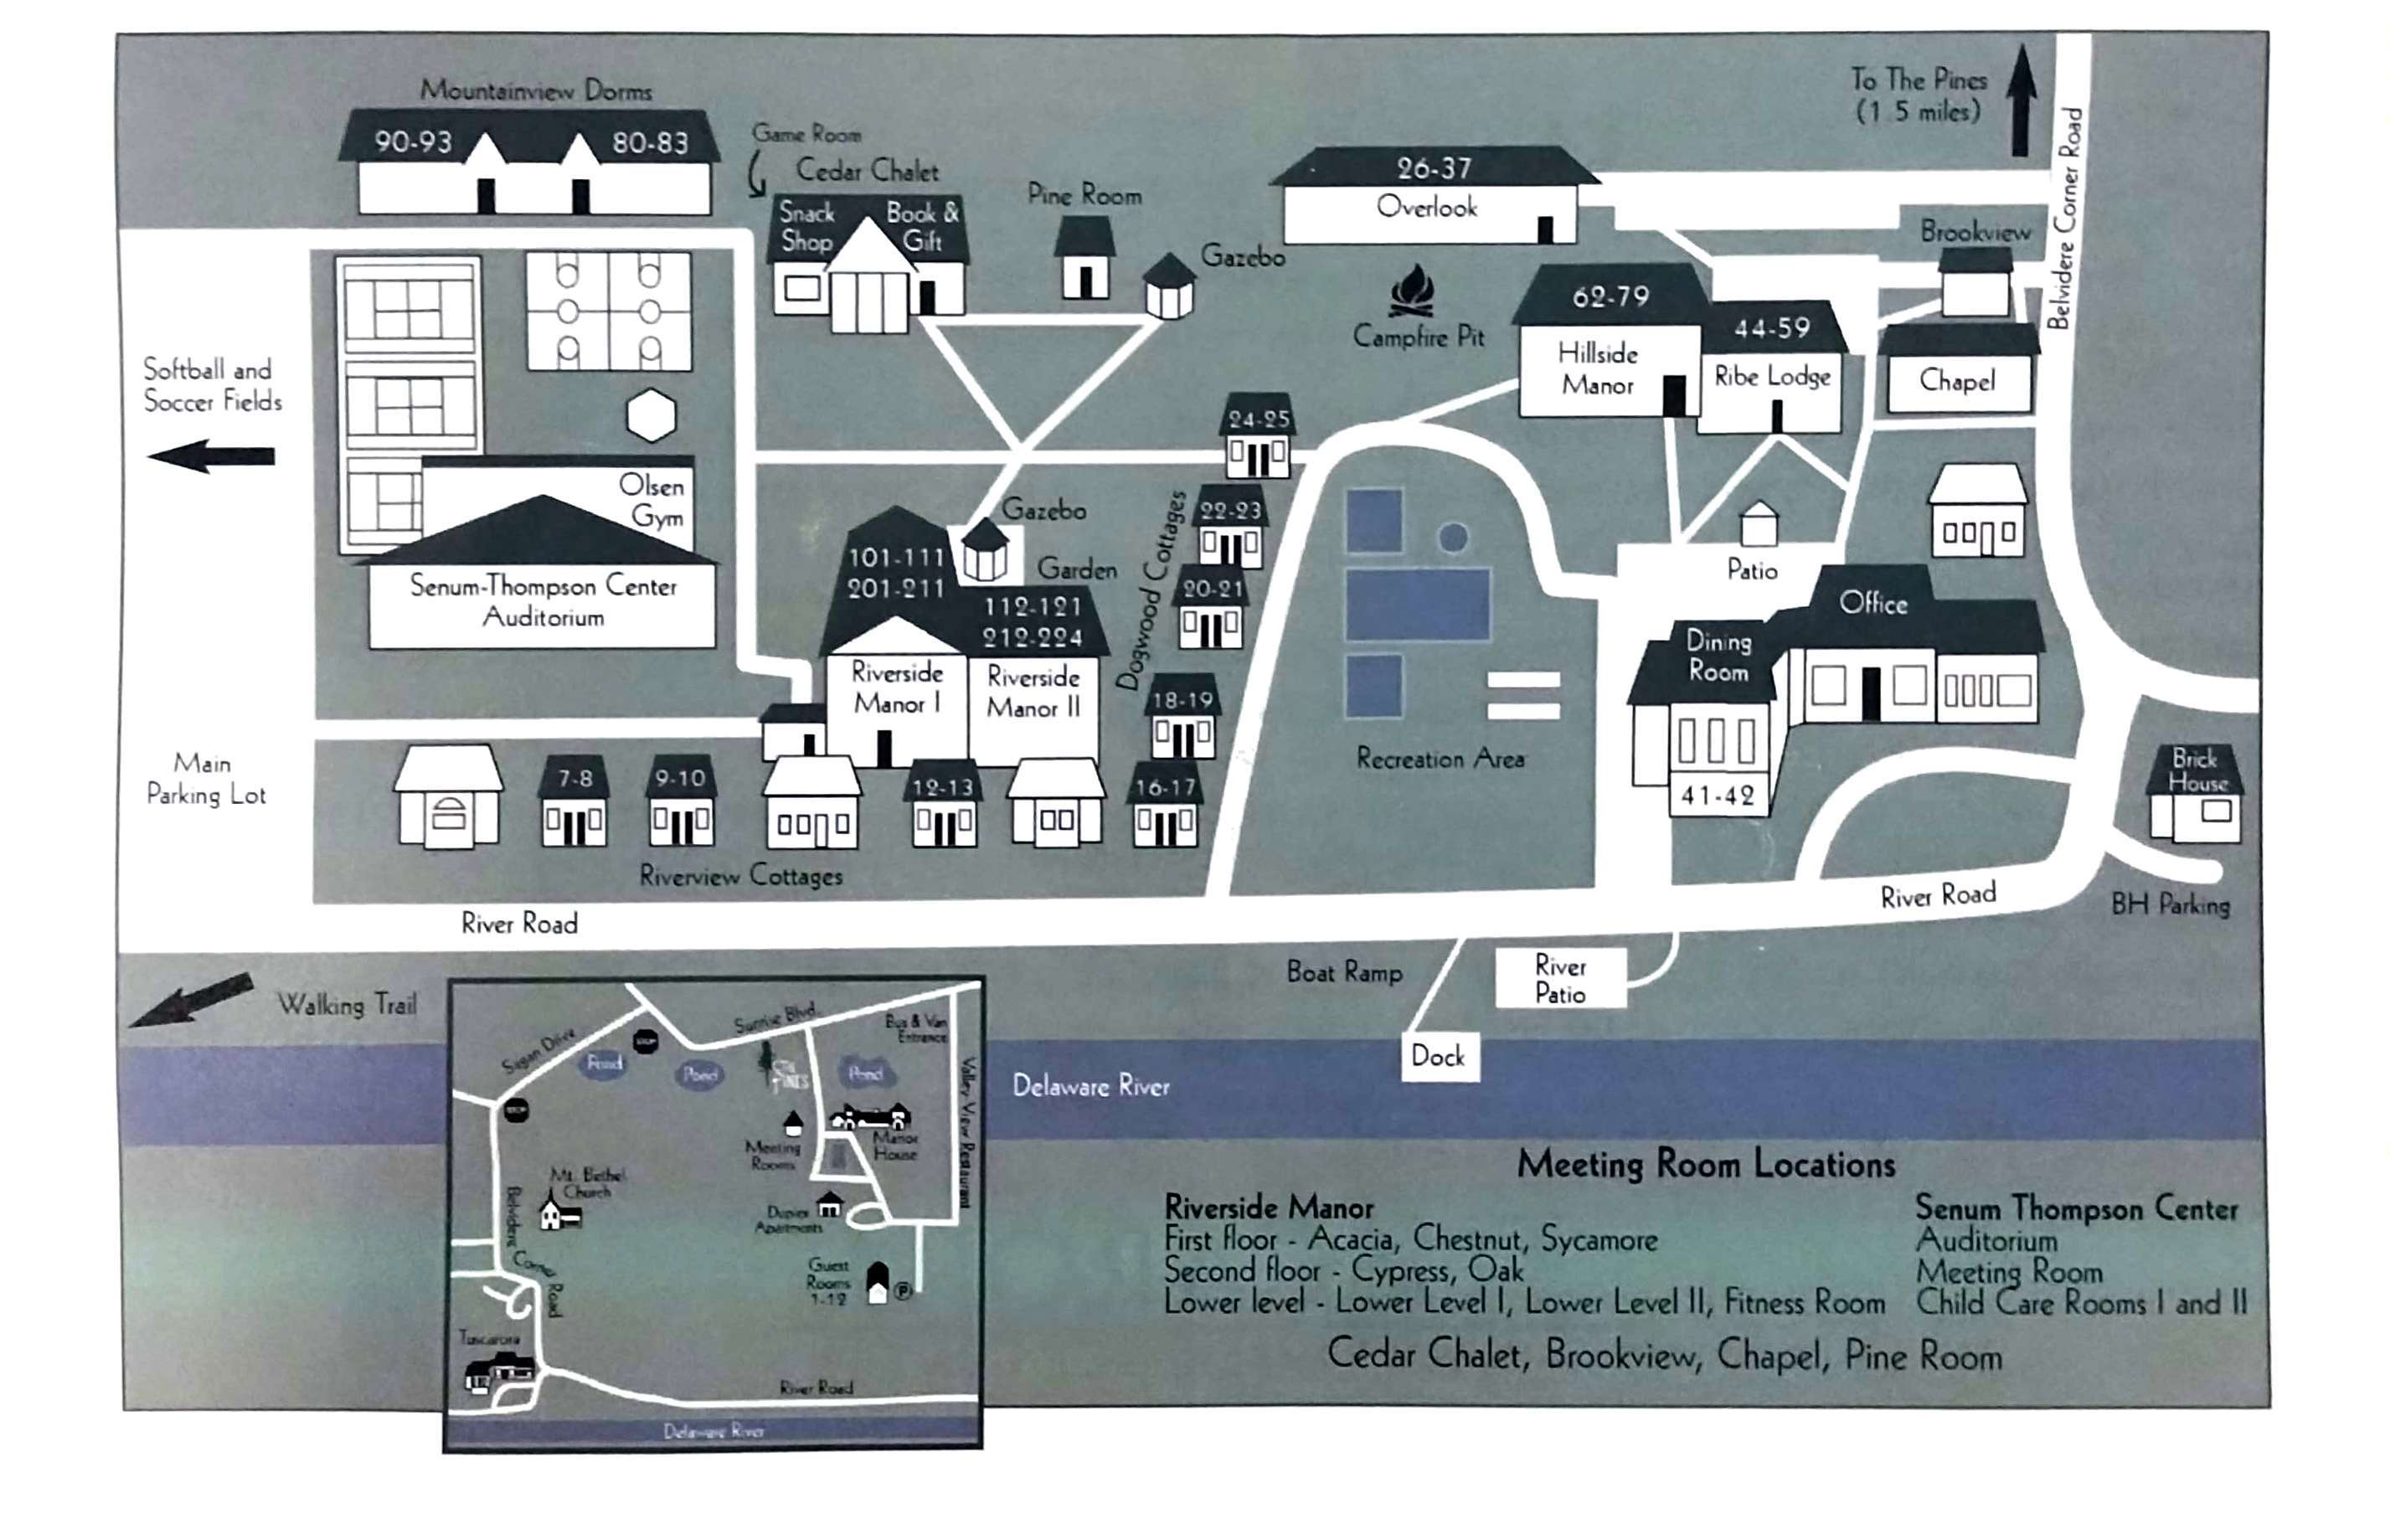 Mountainview Dorms
90-93
80-83
Game Room
Cedar Chalet
Snack
Shop
Book &
Gift
Pine Room
Gazebo
26-37
Overlook
To The Pines
(1.5 miles)
Belvidere Corner Road
Brookview
Campfire Pit
62-79
Hillside
Manor
44-59
Ribe Lodge
Chapel
Softball and
Soccer Fields
Olsen
Gym
Senum-Thompson Center
Auditorium
Gazebo
Garden
101-111
201-211
112-121
212-224
Riverside
Manor I
Riverside
Manor II
Dogwood Cottages
24-25
22-23
20-21
18-19
16-17
Patio
Office
Dining
Room
41-42
Recreation Area
Brick
House
BH Parking
Main
Parking Lot
7-8
9-10
12-13
Riverview Cottages
River Road
River Road
Walking Trail
Boat Ramp
River
Patio
Dock
Delaware River
Sugan Drive
STOP
Sunrise Blvd.
Bus & Van
Entrance
Pond
Pond
THE
PINES
Pond
Valley View Restaurant
STOP
Meeting
Rooms
Manor
House
Mt. Bethel
Church
Duplex
Apartments
Belvidere Corner Road
Guest
Rooms
1-12
P
Tuscarora
River Road
Delaware River
Meeting Room Locations
Riverside Manor
First floor - Acacia, Chestnut, Sycamore
Second floor - Cypress, Oak
Lower level - Lower Level I, Lower Level II, Fitness Room
Senum Thompson Center
Auditorium
Meeting Room
Child Care Rooms I and II
Cedar Chalet, Brookview, Chapel, Pine Room